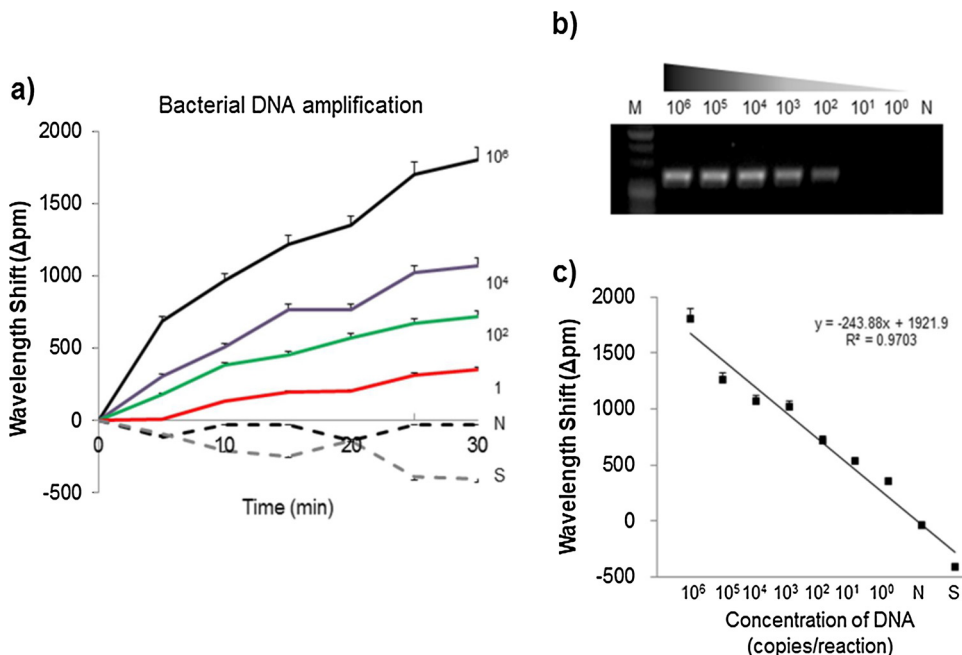 a)
Bacterial DNA amplification
Wavelength Shift (Δpm)
2000
1500
1000
500
0
-500
0 10 20 30
Time (min)
10⁶
10⁴
10²
1
N
S
b)
M 10⁶ 10⁵ 10⁴ 10³ 10² 10¹ 10⁰ N
c)
Wavelength Shift (Δpm)
2000
1500
1000
500
0
-500
y = -243.88x + 1921.9
R² = 0.9703
10⁶ 10⁵ 10⁴ 10³ 10² 10¹ 10⁰ N S
Concentration of DNA
(copies/reaction)